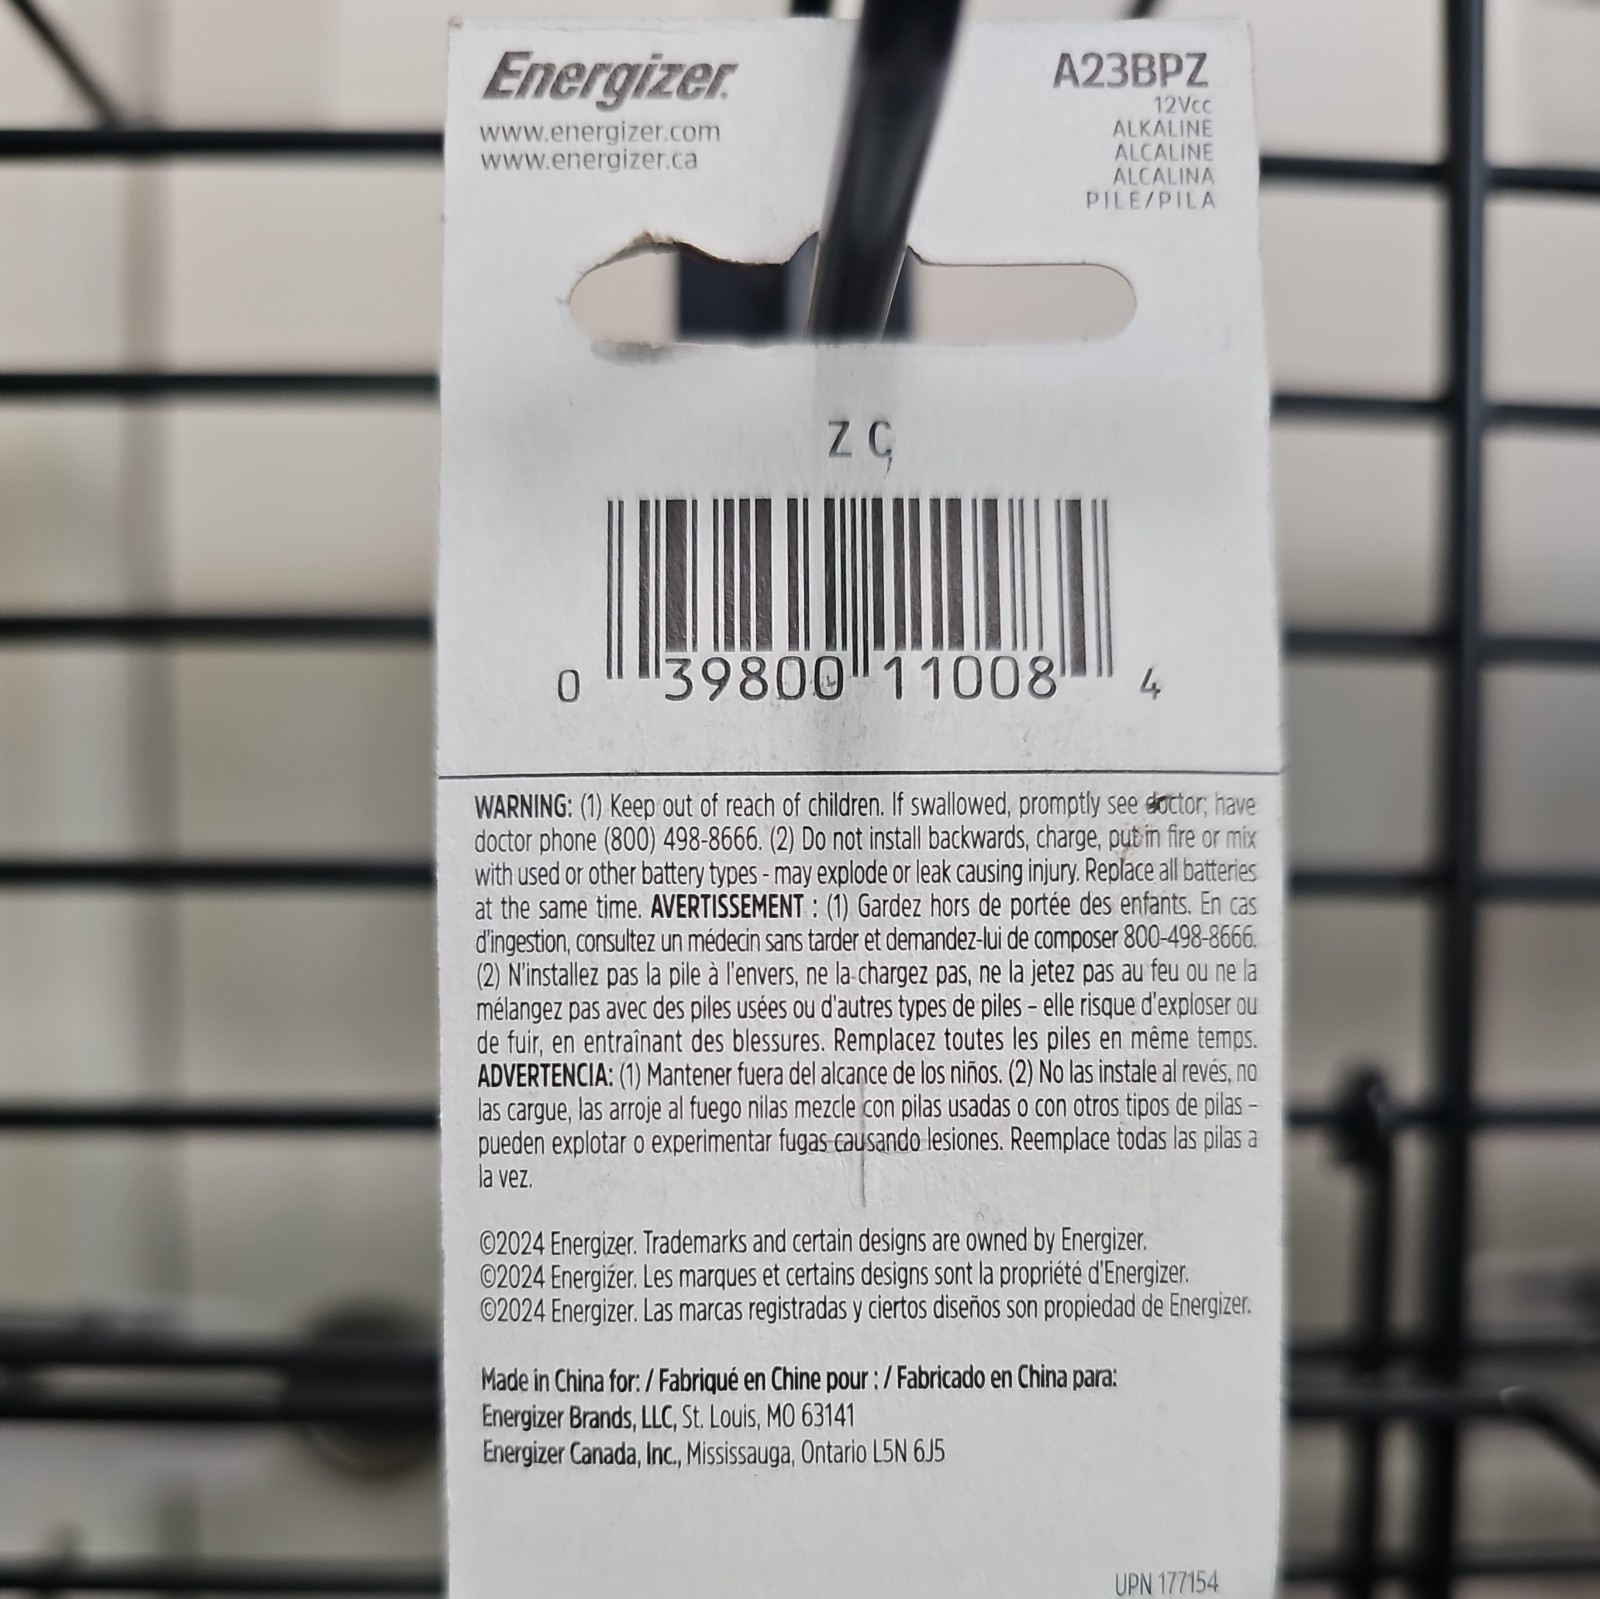 Energizer.
A23BPZ
www.energizer.com
www.energizer.ca
12Vcc
ALKALINE
ALCALINE
ALCALINA
PILE/PILA
Z C
0 39800 11008 4
WARNING: (1) Keep out of reach of children. If swallowed, promptly see doctor; have
doctor phone (800) 498-8666. (2) Do not install backwards, charge, put in fire or mix
with used or other battery types - may explode or leak causing injury. Replace all batteries
at the same time. AVERTISSEMENT : (1) Gardez hors de portée des enfants. En cas
d'ingestion, consultez un médecin sans tarder et demandez-lui de composer 800-498-8666.
(2) N'installez pas la pile à l'envers, ne la chargez pas, ne la jetez pas au feu ou ne la
mélangez pas avec des piles usées ou d'autres types de piles – elle risque d'exploser ou
de fuir, en entraînant des blessures. Remplacez toutes les piles en même temps.
ADVERTENCIA: (1) Mantener fuera del alcance de los niños. (2) No las instale al revés, no
las cargue, las arroje al fuego nilas mezcle con pilas usadas o con otros tipos de pilas –
pueden explotar o experimentar fugas causando lesiones. Reemplace todas las pilas a
la vez.
©2024 Energizer. Trademarks and certain designs are owned by Energizer.
©2024 Energizer. Les marques et certains designs sont la propriété d'Energizer.
©2024 Energizer. Las marcas registradas y ciertos diseños son propiedad de Energizer.
Made in China for: / Fabriqué en Chine pour : / Fabricado en China para:
Energizer Brands, LLC, St. Louis, MO 63141
Energizer Canada, Inc., Mississauga, Ontario L5N 6J5
UPN 177154